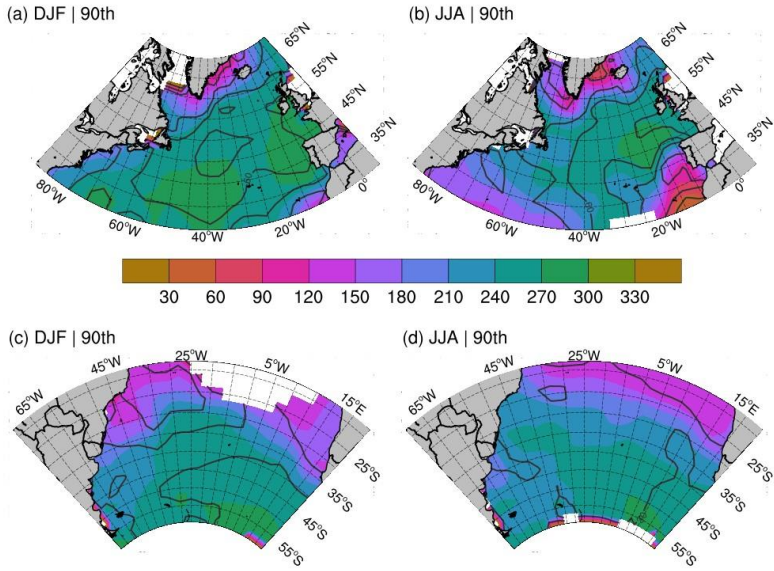 (a) DJF | 90th
(b) JJA | 90th
65°N
55°N
45°N
35°N
80°W
60°W
40°W
20°W
0°
65°N
55°N
45°N
35°N
80°W
60°W
40°W
20°W
0°
30 60 90 120 150 180 210 240 270 300 330
(c) DJF | 90th
(d) JJA | 90th
65°W
45°W
25°W
5°W
15°E
25°S
35°S
45°S
55°S
65°W
45°W
25°W
5°W
15°E
25°S
35°S
45°S
55°S